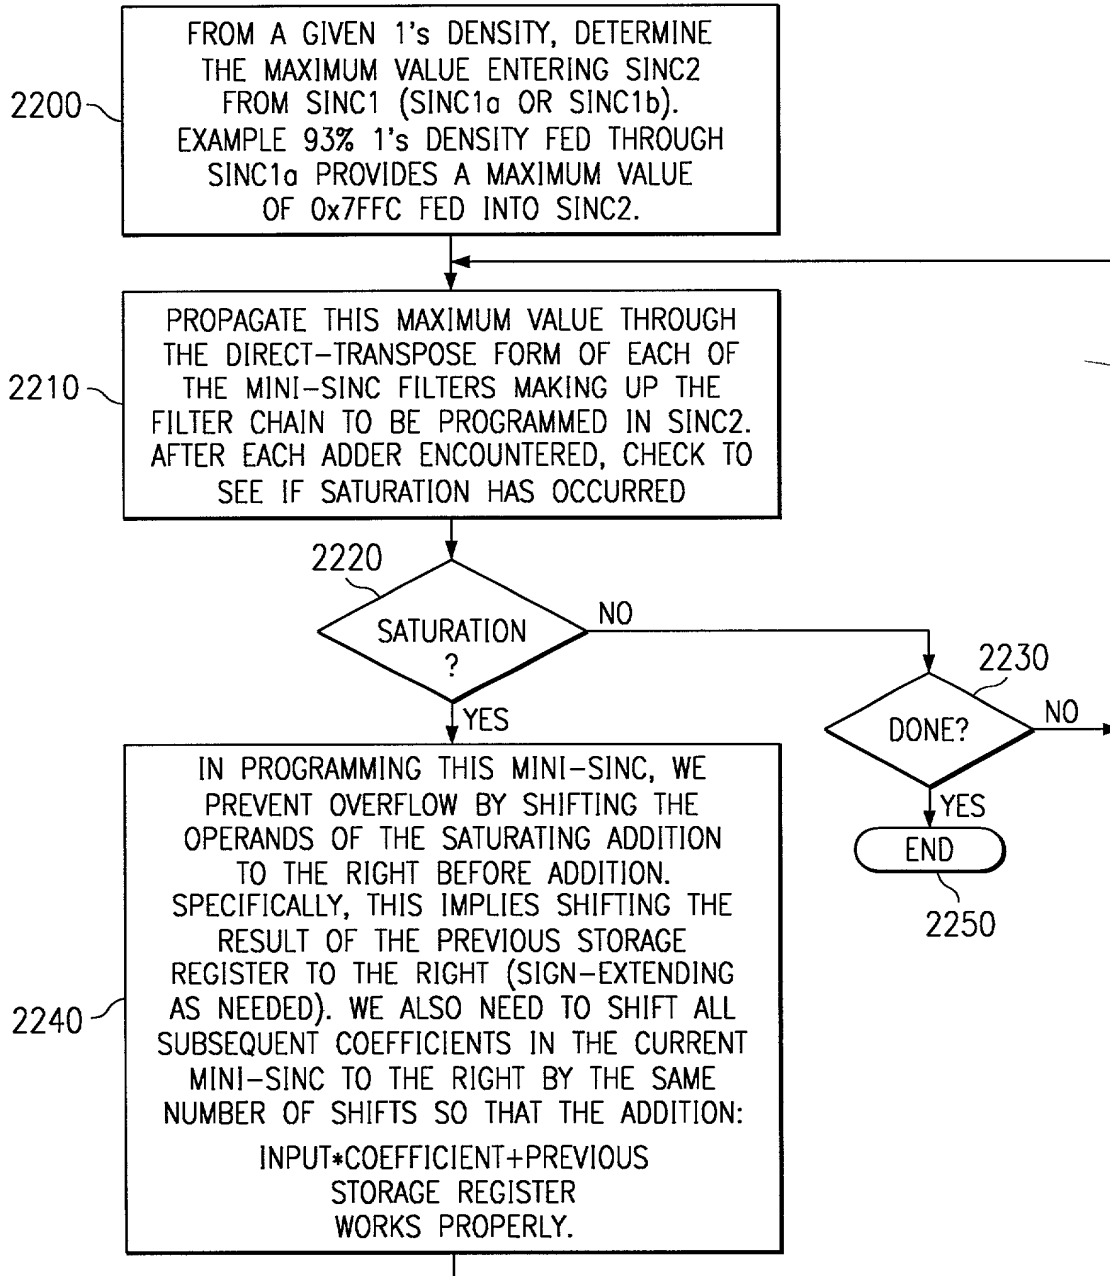 FROM A GIVEN 1's DENSITY, DETERMINE
THE MAXIMUM VALUE ENTERING SINC2
FROM SINC1 (SINC1a OR SINC1b).
EXAMPLE 93% 1's DENSITY FED THROUGH
SINC1a PROVIDES A MAXIMUM VALUE
OF 0x7FFC FED INTO SINC2.
2200
PROPAGATE THIS MAXIMUM VALUE THROUGH
THE DIRECT-TRANSPOSE FORM OF EACH OF
THE MINI-SINC FILTERS MAKING UP THE
FILTER CHAIN TO BE PROGRAMMED IN SINC2.
AFTER EACH ADDER ENCOUNTERED, CHECK TO
SEE IF SATURATION HAS OCCURRED
2210
2220
SATURATION
?
NO
YES
2230
DONE?
NO
YES
END
2250
IN PROGRAMMING THIS MINI-SINC, WE
PREVENT OVERFLOW BY SHIFTING THE
OPERANDS OF THE SATURATING ADDITION
TO THE RIGHT BEFORE ADDITION.
SPECIFICALLY, THIS IMPLIES SHIFTING THE
RESULT OF THE PREVIOUS STORAGE
REGISTER TO THE RIGHT (SIGN-EXTENDING
AS NEEDED). WE ALSO NEED TO SHIFT ALL
SUBSEQUENT COEFFICIENTS IN THE CURRENT
MINI-SINC TO THE RIGHT BY THE SAME
NUMBER OF SHIFTS SO THAT THE ADDITION:
INPUT*COEFFICIENT+PREVIOUS
STORAGE REGISTER
WORKS PROPERLY.
2240